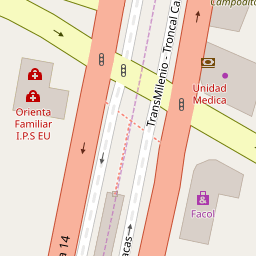 Campoalto
TransMilenio - Troncal Ca
Unidad
Medica
Orienta
Familiar
I.P.S EU
Facol
a 14
acas